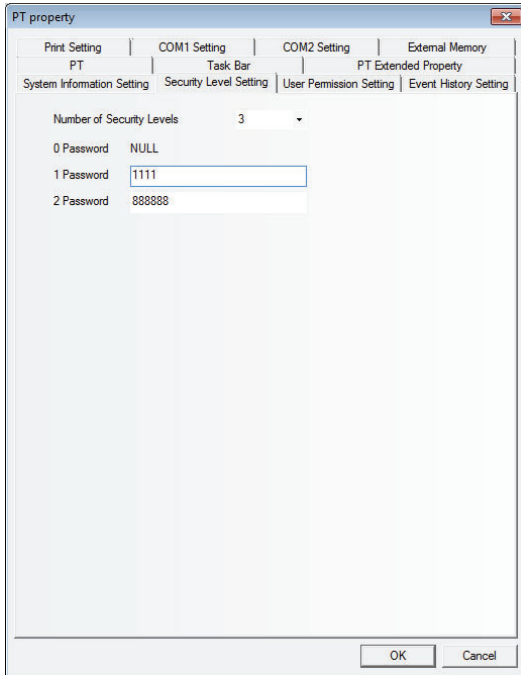 PT property
Print Setting COM1 Setting COM2 Setting External Memory
PT Task Bar PT Extended Property
System Information Setting Security Level Setting User Permission Setting Event History Setting
Number of Security Levels 3
0 Password NULL
1 Password 1111
2 Password 888888
OK Cancel